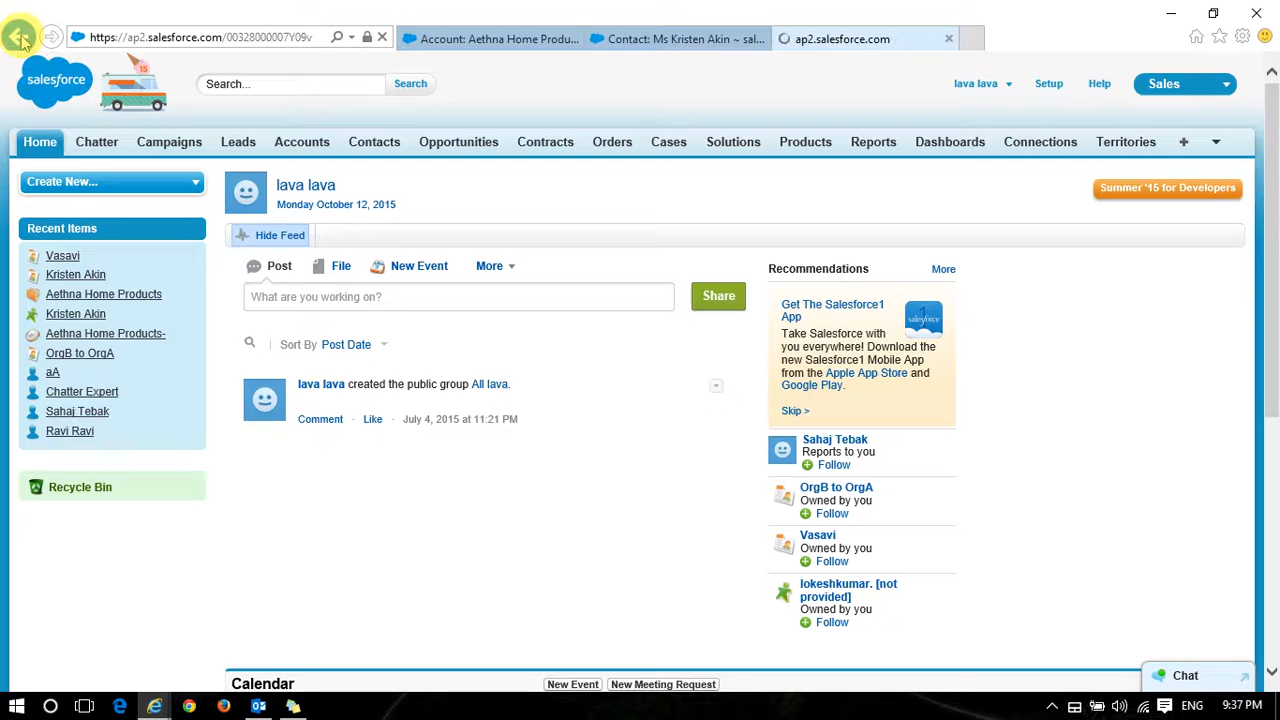 https://ap2.salesforce.com/00328000007Y09v
Account: Aethna Home Produ...
Contact: Ms Kristen Akin ~ sal...
ap2.salesforce.com
salesforce
15
Search...
Search
lava lava
Setup
Help
Sales
Home
Chatter
Campaigns
Leads
Accounts
Contacts
Opportunities
Contracts
Orders
Cases
Solutions
Products
Reports
Dashboards
Connections
Territories
+
Create New...
Recent Items
Vasavi
Kristen Akin
Aethna Home Products
Kristen Akin
Aethna Home Products-
OrgB to OrgA
aA
Chatter Expert
Sahaj Tebak
Ravi Ravi
Recycle Bin
lava lava
Monday October 12, 2015
Summer '15 for Developers
Hide Feed
Post
File
New Event
More
What are you working on?
Share
Sort By Post Date
lava lava created the public group All lava.
Comment · Like · July 4, 2015 at 11:21 PM
Recommendations
More
Get The Salesforce1
App
salesforce
1
Take Salesforce with
you everywhere! Download the
new Salesforce1 Mobile App
from the Apple App Store and
Google Play.
Skip >
Sahaj Tebak
Reports to you
Follow
OrgB to OrgA
Owned by you
Follow
Vasavi
Owned by you
Follow
lokeshkumar. [not
provided]
Owned by you
Follow
Calendar
New Event
New Meeting Request
Chat
ENG
9:37 PM